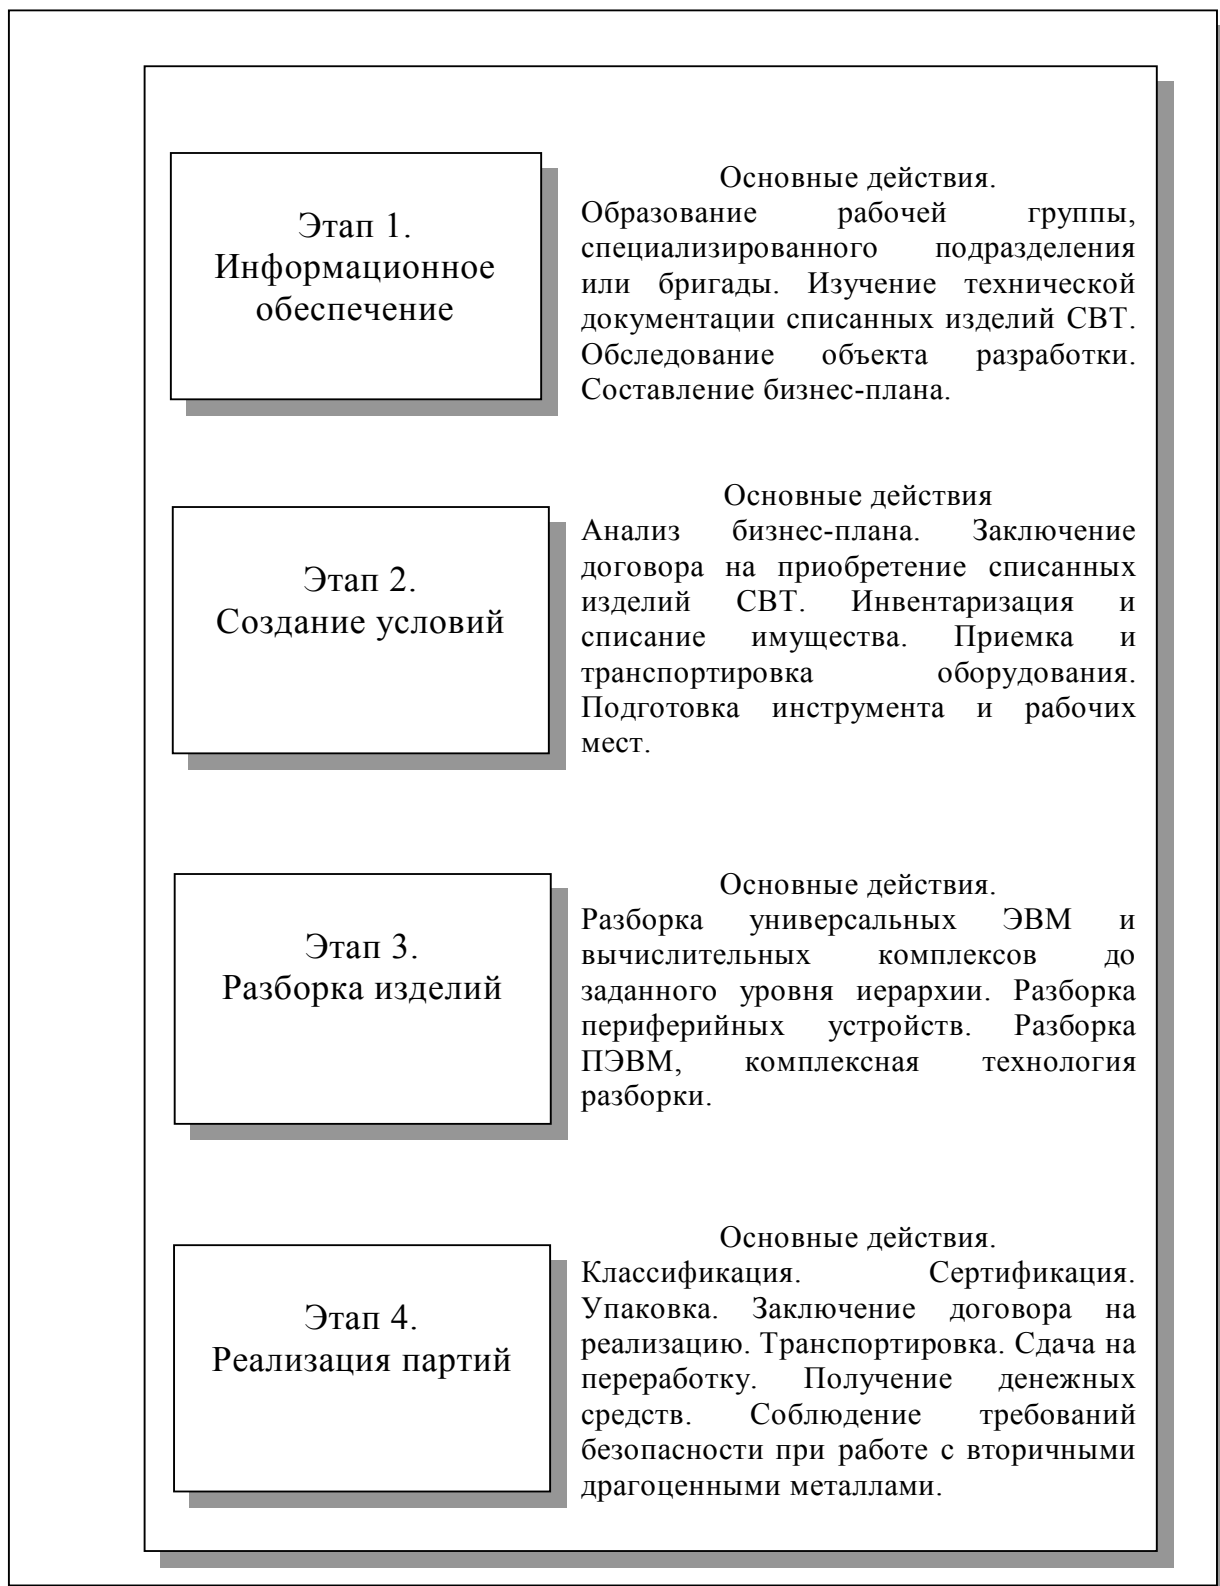 Этап 1.
Информационное
обеспечение
Основные действия.
Образование рабочей группы,
специализированного подразделения
или бригады. Изучение технической
документации списанных изделий СВТ.
Обследование объекта разработки.
Составление бизнес-плана.
Этап 2.
Создание условий
Основные действия
Анализ бизнес-плана. Заключение
договора на приобретение списанных
изделий СВТ. Инвентаризация и
списание имущества. Приемка и
транспортировка оборудования.
Подготовка инструмента и рабочих
мест.
Этап 3.
Разборка изделий
Основные действия.
Разборка универсальных ЭВМ и
вычислительных комплексов до
заданного уровня иерархии. Разборка
периферийных устройств. Разборка
ПЭВМ, комплексная технология
разборки.
Этап 4.
Реализация партий
Основные действия.
Классификация. Сертификация.
Упаковка. Заключение договора на
реализацию. Транспортировка. Сдача на
переработку. Получение денежных
средств. Соблюдение требований
безопасности при работе с вторичными
драгоценными металлами.